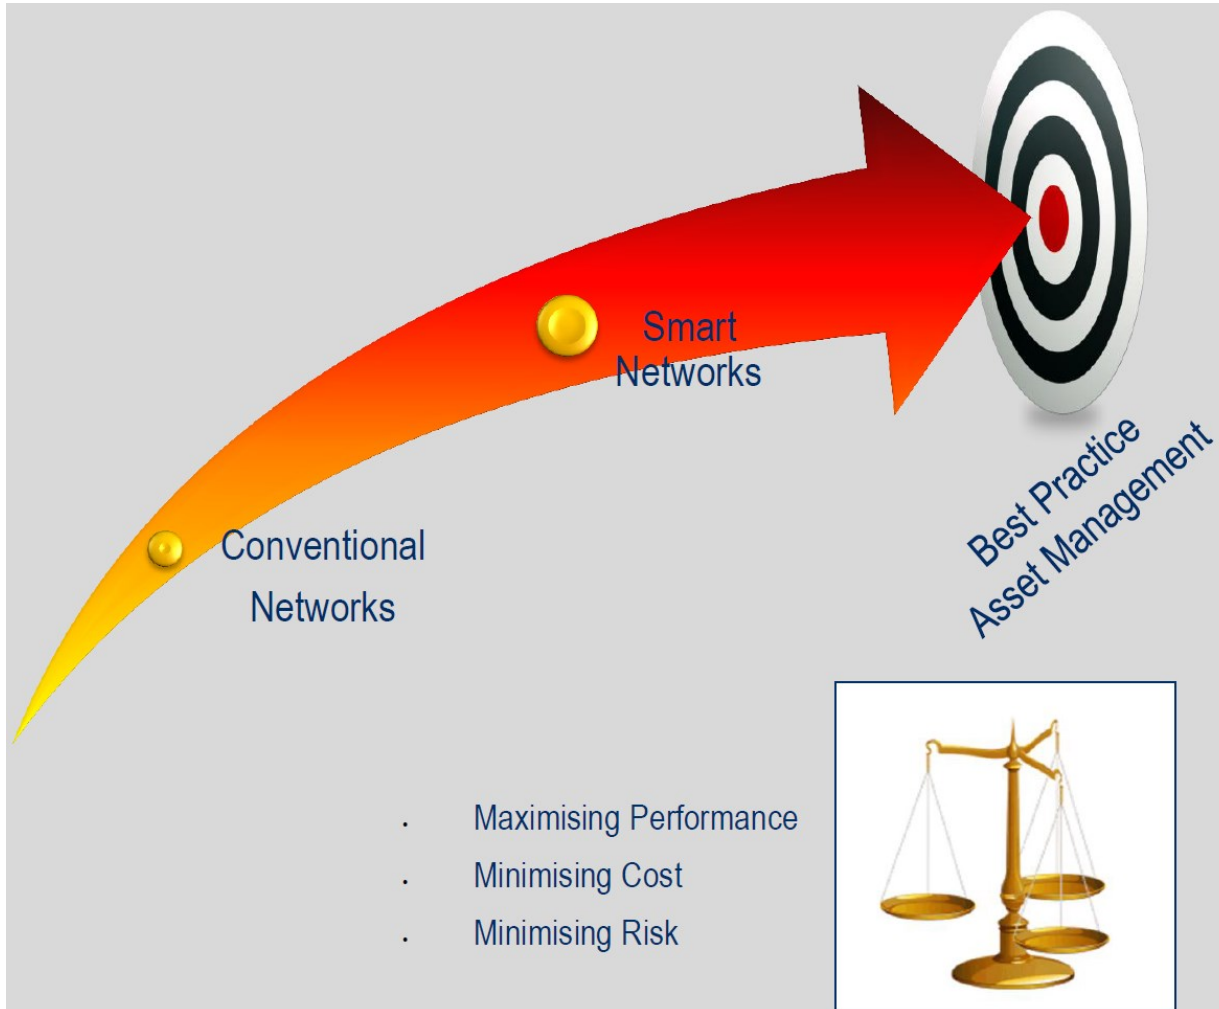 Smart
Networks
Conventional
Networks
Best Practice
Asset Management
· Maximising Performance
· Minimising Cost
· Minimising Risk